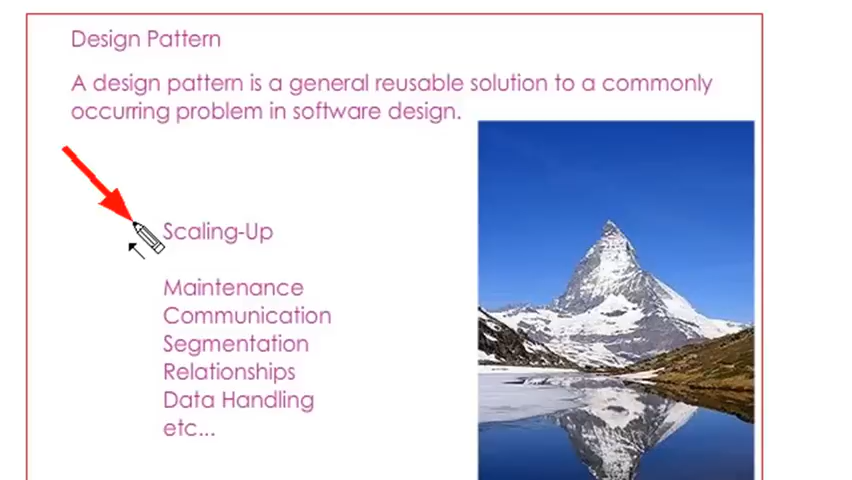 Design Pattern
A design pattern is a general reusable solution to a commonly
occurring problem in software design.
Scaling-Up
Maintenance
Communication
Segmentation
Relationships
Data Handling
etc...